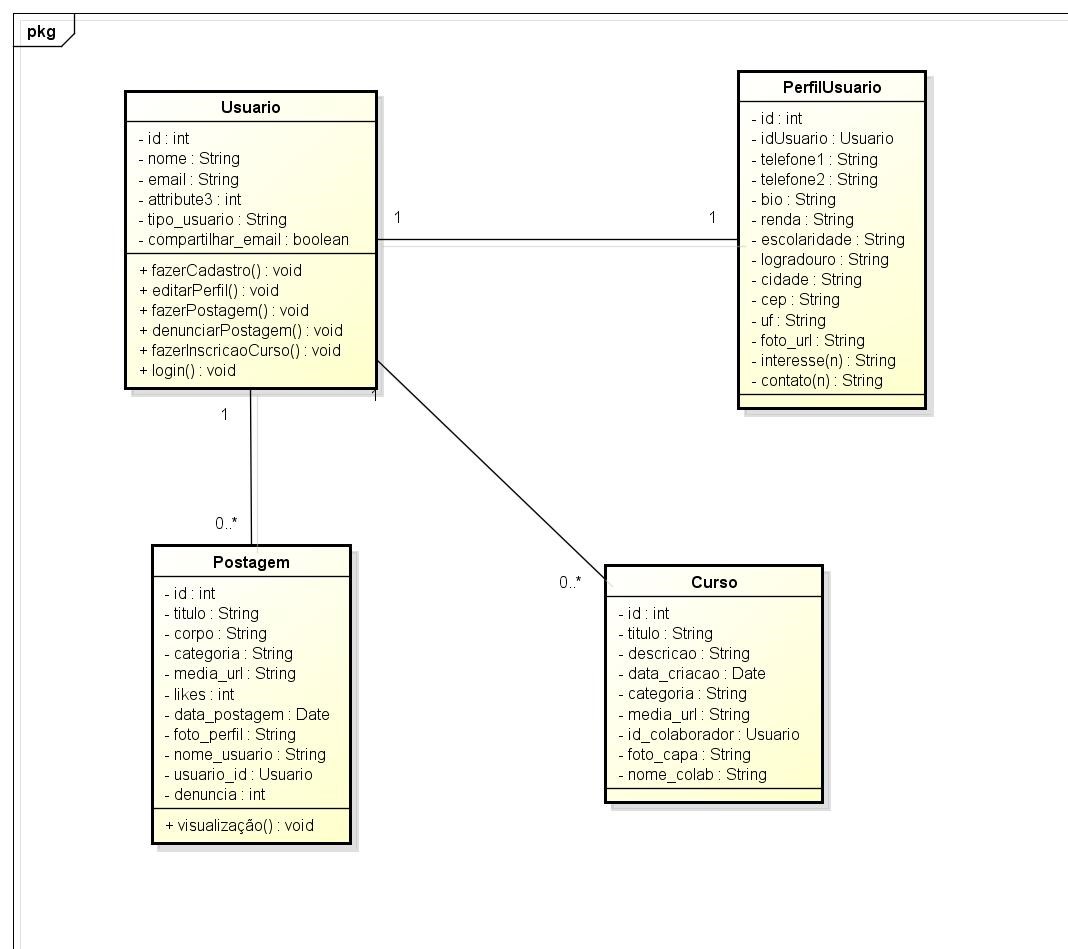 pkg
Usuario
- id : int
- nome : String
- email : String
- attribute3 : int
- tipo_usuario : String
- compartilhar_email : boolean
+ fazerCadastro() : void
+ editarPerfil() : void
+ fazerPostagem() : void
+ denunciarPostagem() : void
+ fazerInscricaoCurso() : void
+ login() : void
PerfilUsuario
- id : int
- idUsuario : Usuario
- telefone1 : String
- telefone2 : String
- bio : String
- renda : String
- escolaridade : String
- logradouro : String
- cidade : String
- cep : String
- uf : String
- foto_url : String
- interesse(n) : String
- contato(n) : String
1
1
1
1
0..*
0..*
Postagem
- id : int
- titulo : String
- corpo : String
- categoria : String
- media_url : String
- likes : int
- data_postagem : Date
- foto_perfil : String
- nome_usuario : String
- usuario_id : Usuario
- denuncia : int
+ visualização() : void
Curso
- id : int
- titulo : String
- descricao : String
- data_criacao : Date
- categoria : String
- media_url : String
- id_colaborador : Usuario
- foto_capa : String
- nome_colab : String